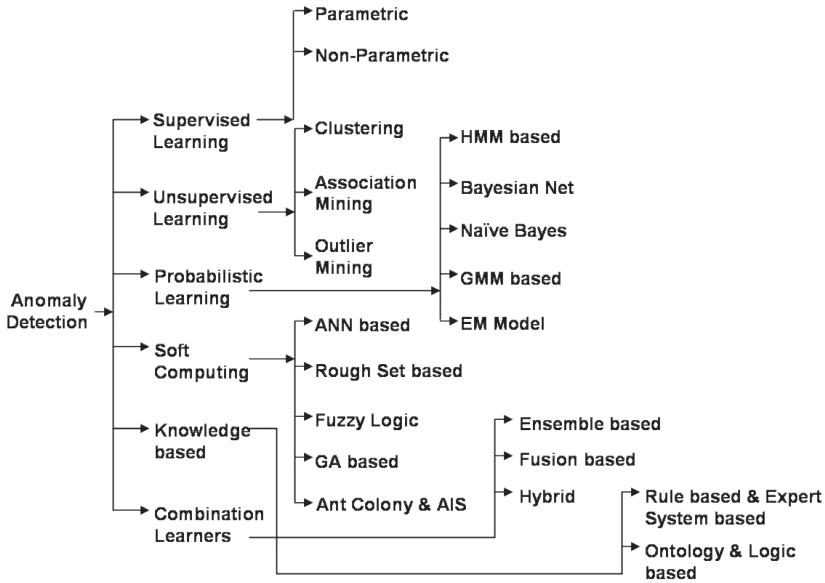 Parametric
Non-Parametric
Supervised
Learning
Clustering
HMM based
Association
Mining
Bayesian Net
Unsupervised
Learning
Naïve Bayes
Outlier
Mining
Probabilistic
Learning
GMM based
Anomaly
Detection
ANN based
EM Model
Soft
Computing
Rough Set based
Fuzzy Logic
Ensemble based
Knowledge
based
GA based
Fusion based
Combination
Learners
Ant Colony & AIS
Hybrid
Rule based & Expert
System based
Ontology & Logic
based